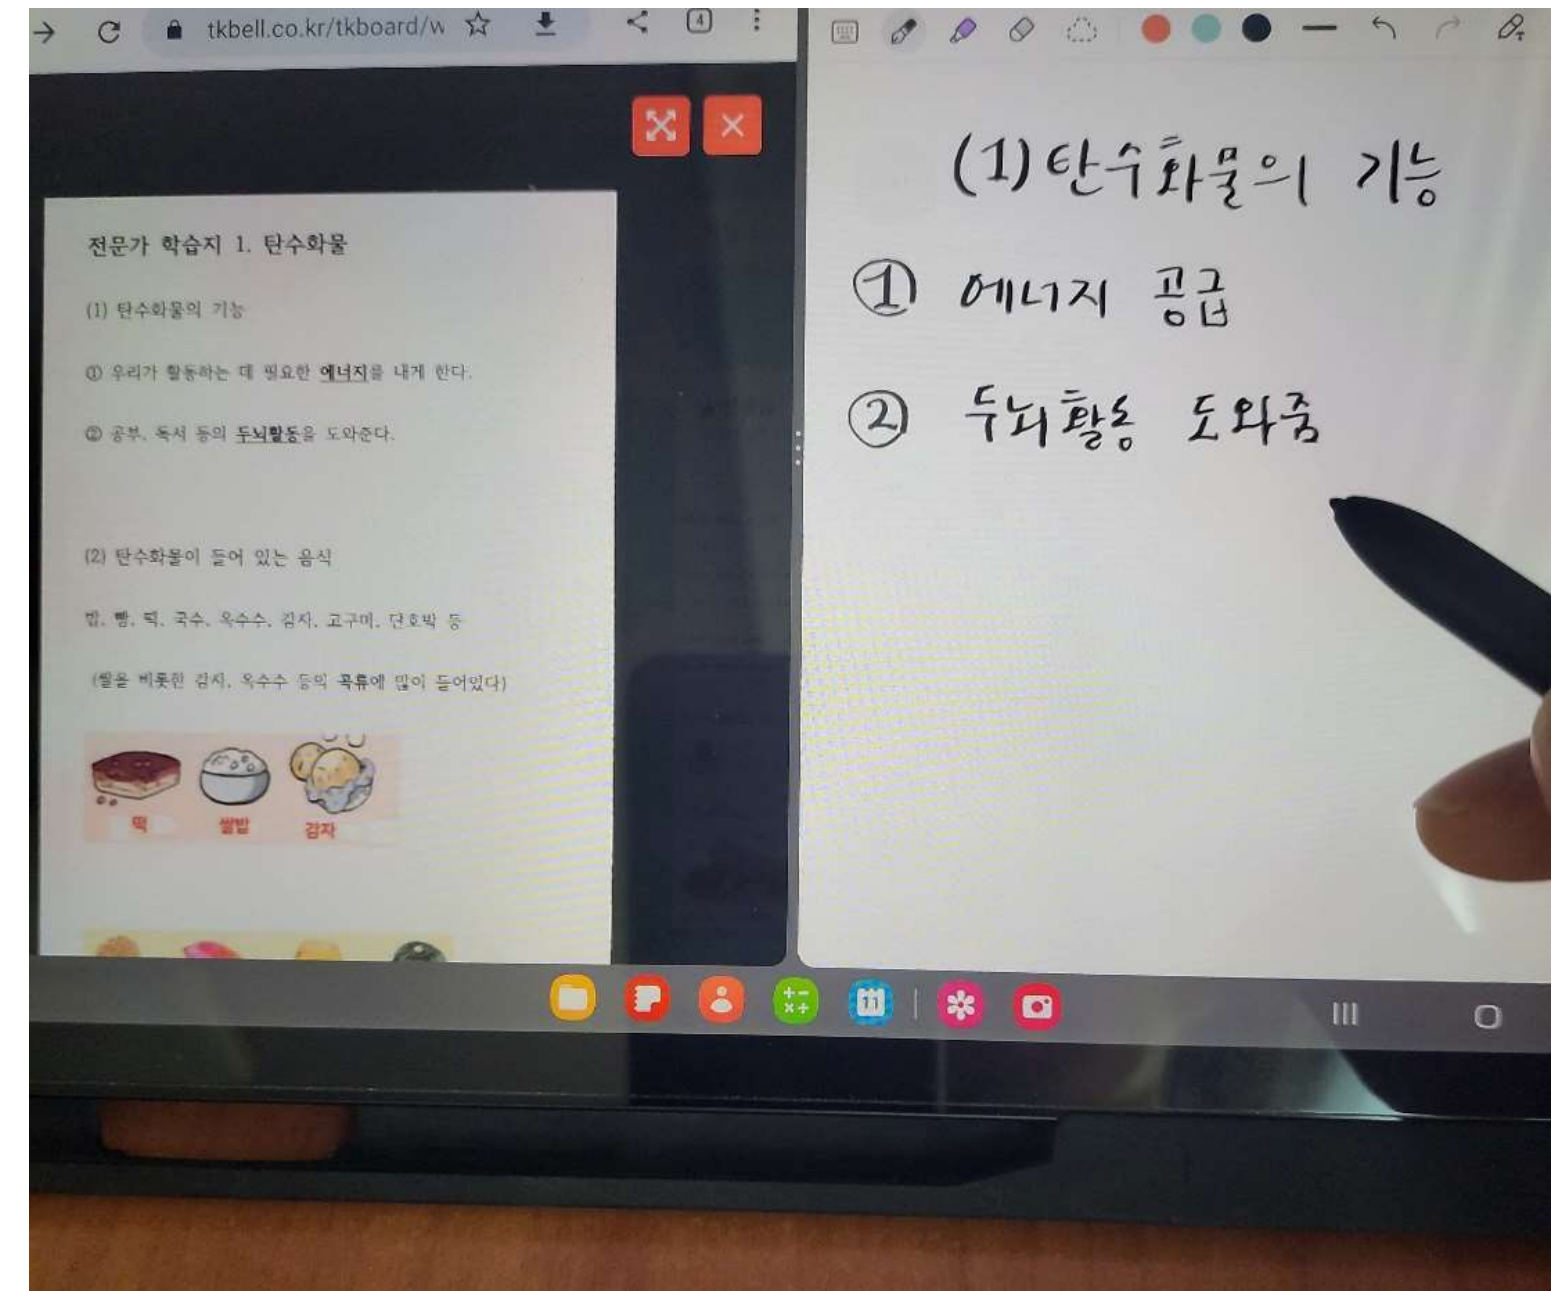 tkbell.co.kr/tkboard/w
4
전문가 학습지 1. 탄수화물
(1) 탄수화물의 기능
① 우리가 활동하는 데 필요한 에너지를 내게 한다.
② 공부, 독서 등의 두뇌활동을 도와준다.
(2) 탄수화물이 들어 있는 음식
밥, 빵, 떡, 국수, 옥수수, 감자, 고구마, 단호박 등
(쌀을 비롯한 감자, 옥수수 등의 곡류에 많이 들어있다)
떡 쌀밥 감자
(1) 탄수화물의 기능
① 에너지 공급
② 두뇌활동 도와줌
11